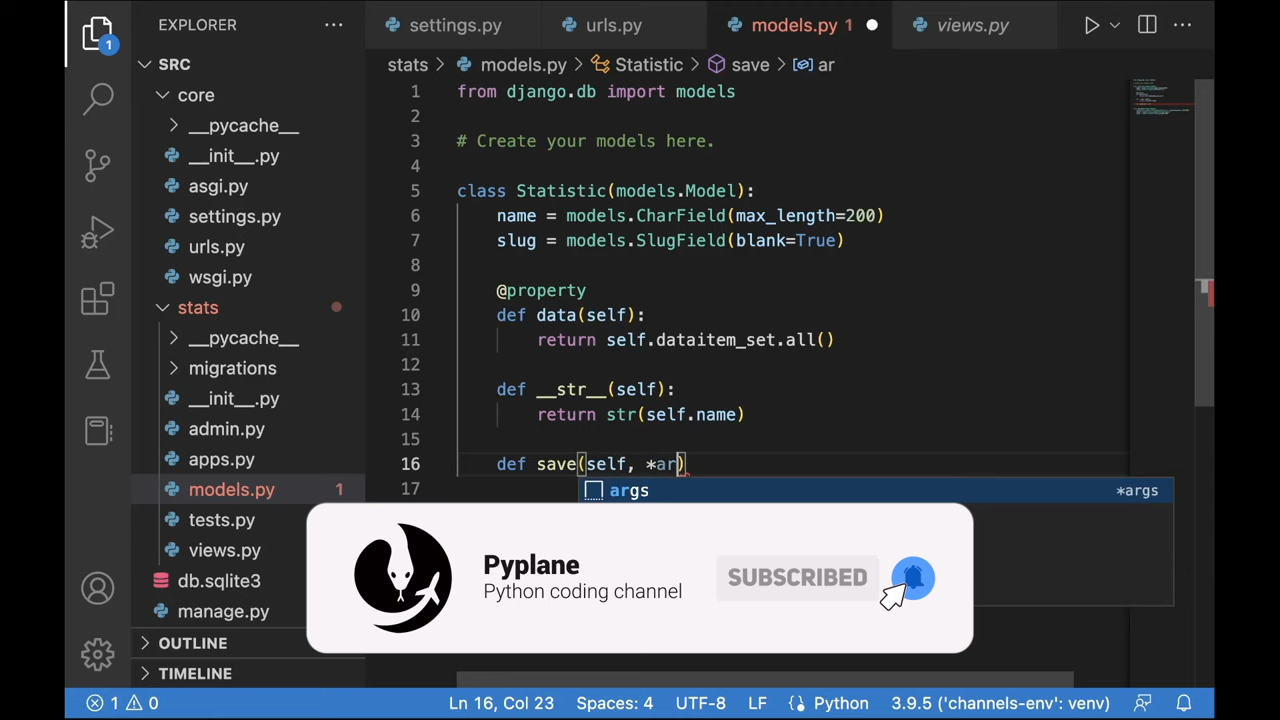 EXPLORER
settings.py
urls.py
models.py 1
views.py
1
SRC
core
__pycache__
__init__.py
asgi.py
settings.py
urls.py
wsgi.py
stats
__pycache__
migrations
__init__.py
admin.py
apps.py
models.py 1
tests.py
views.py
db.sqlite3
manage.py
OUTLINE
TIMELINE
stats > models.py > Statistic > save > ar
1 from django.db import models
2
3 # Create your models here.
4
5 class Statistic(models.Model):
6 name = models.CharField(max_length=200)
7 slug = models.SlugField(blank=True)
8
9 @property
10 def data(self):
11 return self.dataitem_set.all()
12
13 def __str__(self):
14 return str(self.name)
15
16 def save(self, *ar)
17
args *args
Pyplane
Python coding channel
SUBSCRIBED
1 0 Ln 16, Col 23 Spaces: 4 UTF-8 LF Python 3.9.5 ('channels-env': venv)